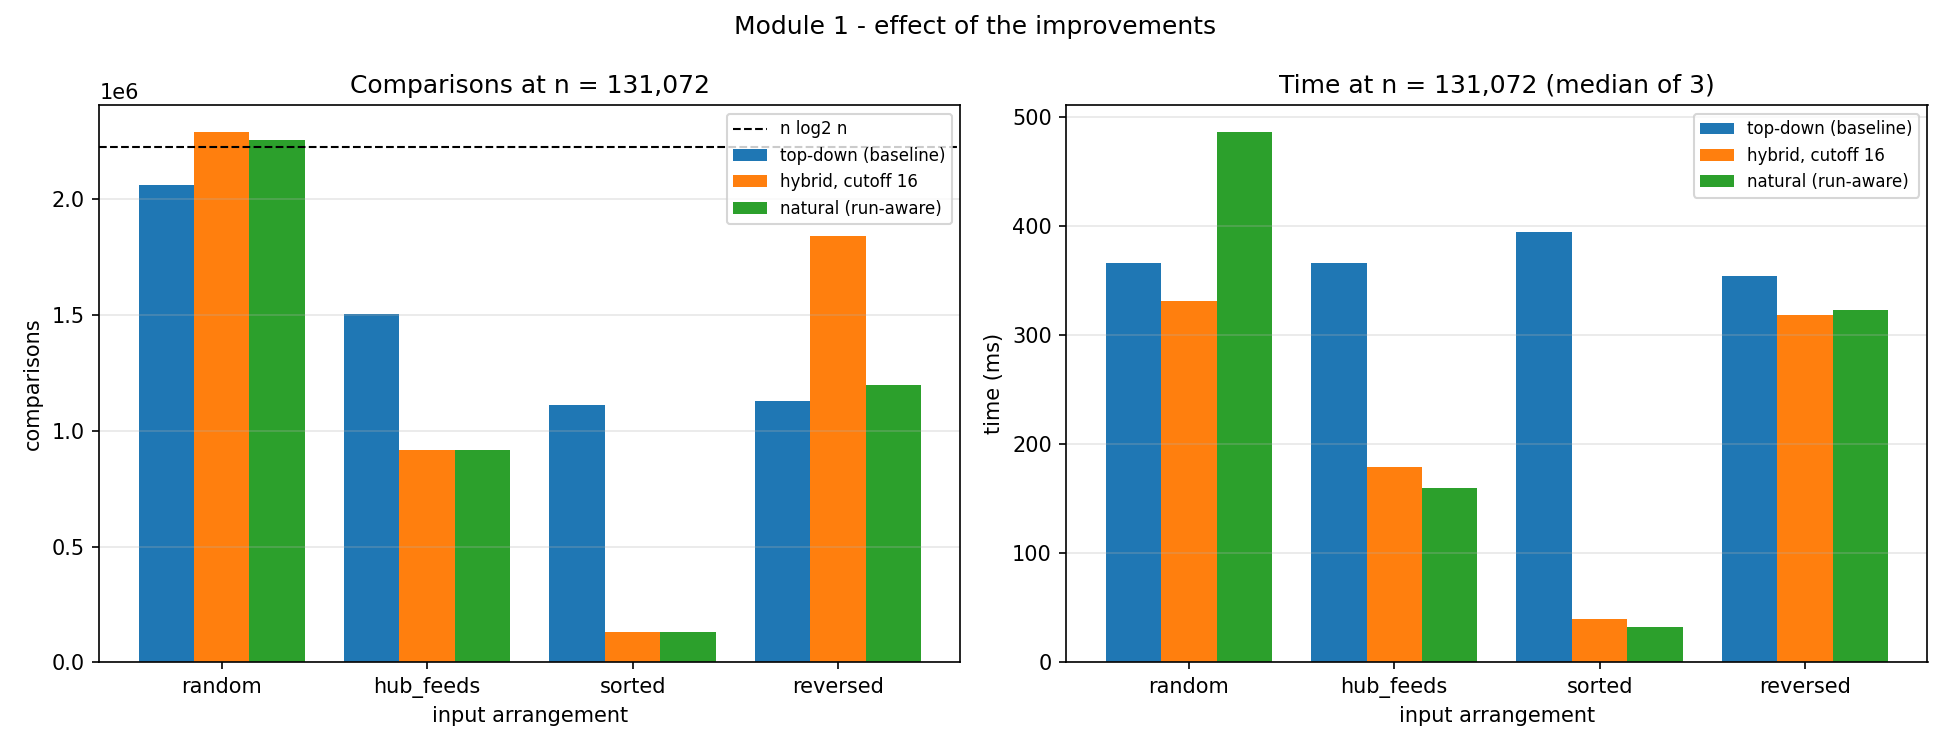 Module 1 - effect of the improvements
Comparisons at n = 131,072
1e6
2.0
1.5
1.0
0.5
0.0
comparisons
n log2 n
top-down (baseline)
hybrid, cutoff 16
natural (run-aware)
random
hub_feeds
sorted
reversed
input arrangement
Time at n = 131,072 (median of 3)
500
400
300
200
100
0
time (ms)
top-down (baseline)
hybrid, cutoff 16
natural (run-aware)
random
hub_feeds
sorted
reversed
input arrangement